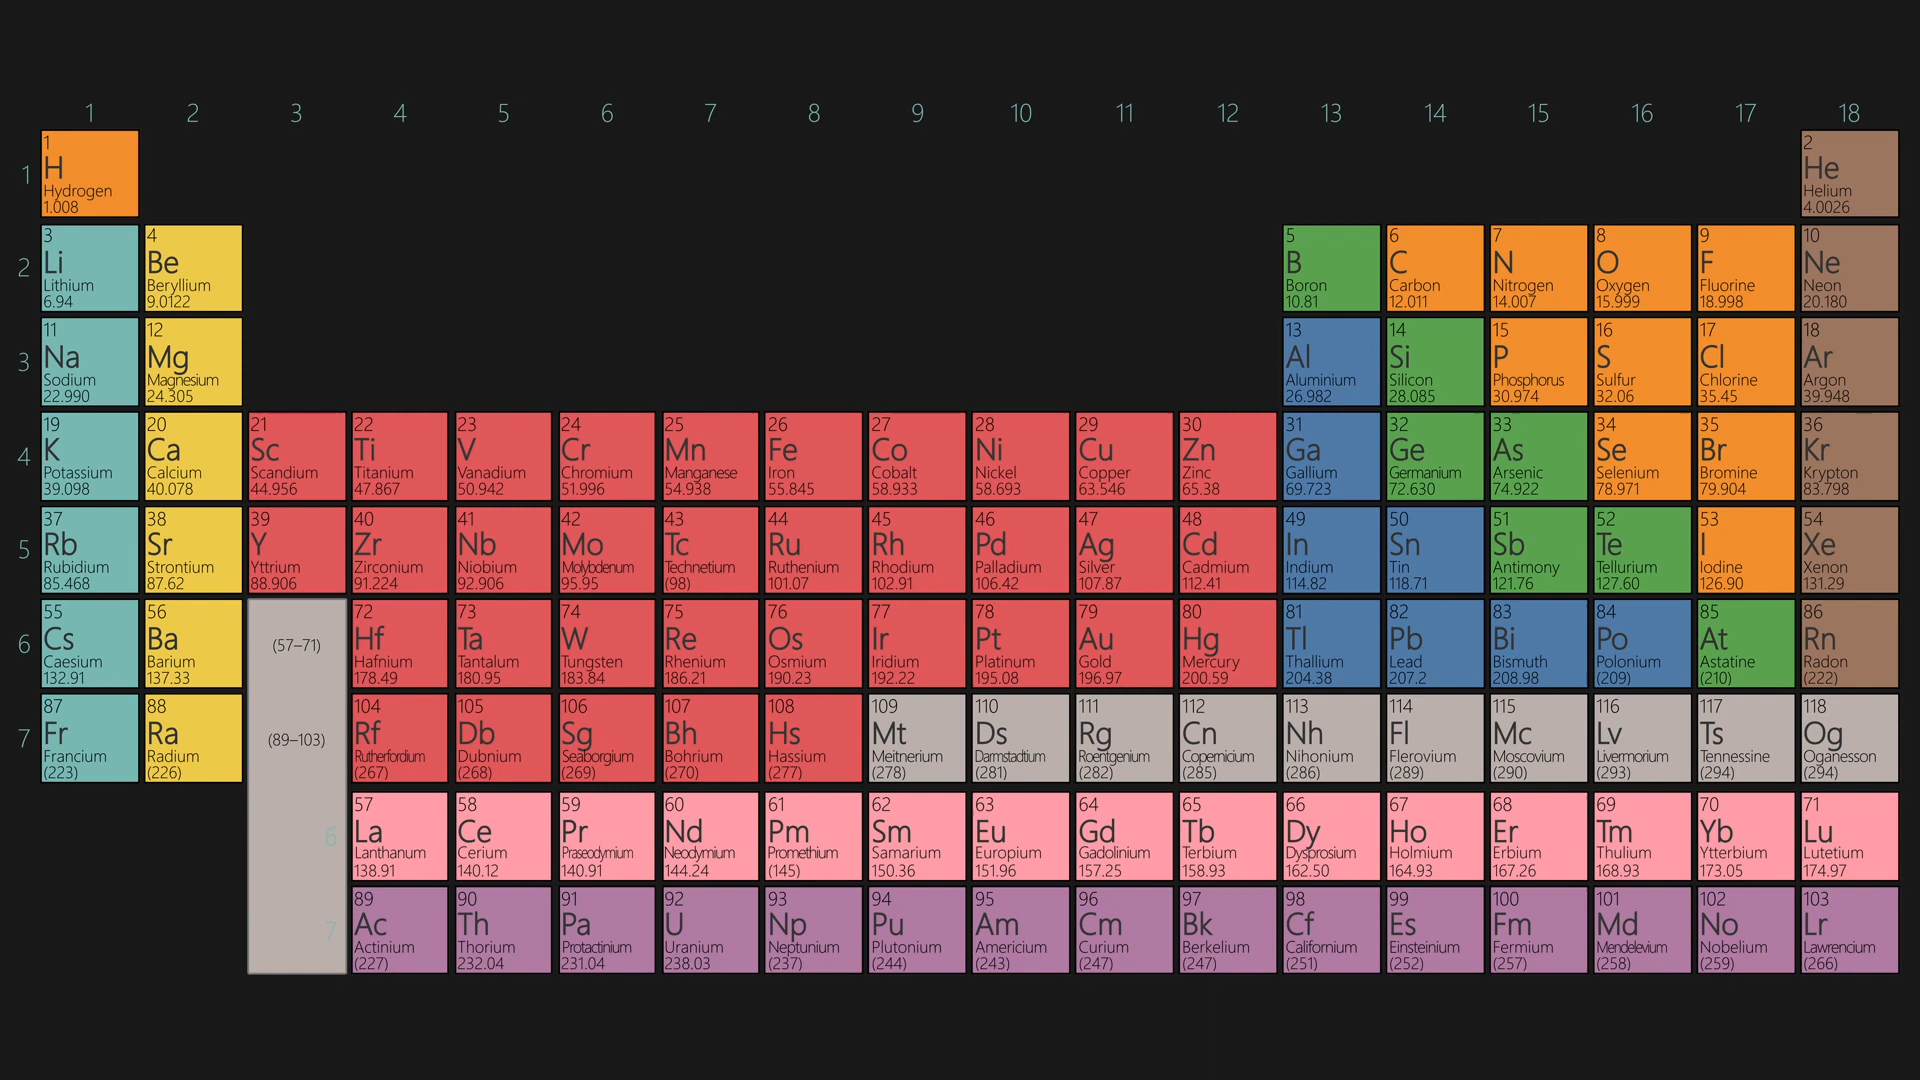 1 2 3 4 5 6 7 8 9 10 11 12 13 14 15 16 17 18
1
1 2
H He
Hydrogen Helium
1.008 4.0026
2
3 4 5 6 7 8 9 10
Li Be B C N O F Ne
Lithium Beryllium Boron Carbon Nitrogen Oxygen Fluorine Neon
6.94 9.0122 10.81 12.011 14.007 15.999 18.998 20.180
3
11 12 13 14 15 16 17 18
Na Mg Al Si P S Cl Ar
Sodium Magnesium Aluminium Silicon Phosphorus Sulfur Chlorine Argon
22.990 24.305 26.982 28.085 30.974 32.06 35.45 39.948
4
19 20 21 22 23 24 25 26 27 28 29 30 31 32 33 34 35 36
K Ca Sc Ti V Cr Mn Fe Co Ni Cu Zn Ga Ge As Se Br Kr
Potassium Calcium Scandium Titanium Vanadium Chromium Manganese Iron Cobalt Nickel Copper Zinc Gallium Germanium Arsenic Selenium Bromine Krypton
39.098 40.078 44.956 47.867 50.942 51.996 54.938 55.845 58.933 58.693 63.546 65.38 69.723 72.630 74.922 78.971 79.904 83.798
5
37 38 39 40 41 42 43 44 45 46 47 48 49 50 51 52 53 54
Rb Sr Y Zr Nb Mo Tc Ru Rh Pd Ag Cd In Sn Sb Te I Xe
Rubidium Strontium Yttrium Zirconium Niobium Molybdenum Technetium Ruthenium Rhodium Palladium Silver Cadmium Indium Tin Antimony Tellurium Iodine Xenon
85.468 87.62 88.906 91.224 92.906 95.95 (98) 101.07 102.91 106.42 107.87 112.41 114.82 118.71 121.76 127.60 126.90 131.29
6
55 56 72 73 74 75 76 77 78 79 80 81 82 83 84 85 86
Cs Ba (57–71) Hf Ta W Re Os Ir Pt Au Hg Tl Pb Bi Po At Rn
Caesium Barium Hafnium Tantalum Tungsten Rhenium Osmium Iridium Platinum Gold Mercury Thallium Lead Bismuth Polonium Astatine Radon
132.91 137.33 178.49 180.95 183.84 186.21 190.23 192.22 195.08 196.97 200.59 204.38 207.2 208.98 (209) (210) (222)
7
87 88 104 105 106 107 108 109 110 111 112 113 114 115 116 117 118
Fr Ra (89–103) Rf Db Sg Bh Hs Mt Ds Rg Cn Nh Fl Mc Lv Ts Og
Francium Radium Rutherfordium Dubnium Seaborgium Bohrium Hassium Meitnerium Darmstadtium Roentgenium Copernicium Nihonium Flerovium Moscovium Livermorium Tennessine Oganesson
(223) (226) (267) (268) (269) (270) (277) (278) (281) (282) (285) (286) (289) (290) (293) (294) (294)
6
57 58 59 60 61 62 63 64 65 66 67 68 69 70 71
La Ce Pr Nd Pm Sm Eu Gd Tb Dy Ho Er Tm Yb Lu
Lanthanum Cerium Praseodymium Neodymium Promethium Samarium Europium Gadolinium Terbium Dysprosium Holmium Erbium Thulium Ytterbium Lutetium
138.91 140.12 140.91 144.24 (145) 150.36 151.96 157.25 158.93 162.50 164.93 167.26 168.93 173.05 174.97
7
89 90 91 92 93 94 95 96 97 98 99 100 101 102 103
Ac Th Pa U Np Pu Am Cm Bk Cf Es Fm Md No Lr
Actinium Thorium Protactinium Uranium Neptunium Plutonium Americium Curium Berkelium Californium Einsteinium Fermium Mendelevium Nobelium Lawrencium
(227) 232.04 231.04 238.03 (237) (244) (243) (247) (247) (251) (252) (257) (258) (259) (266)